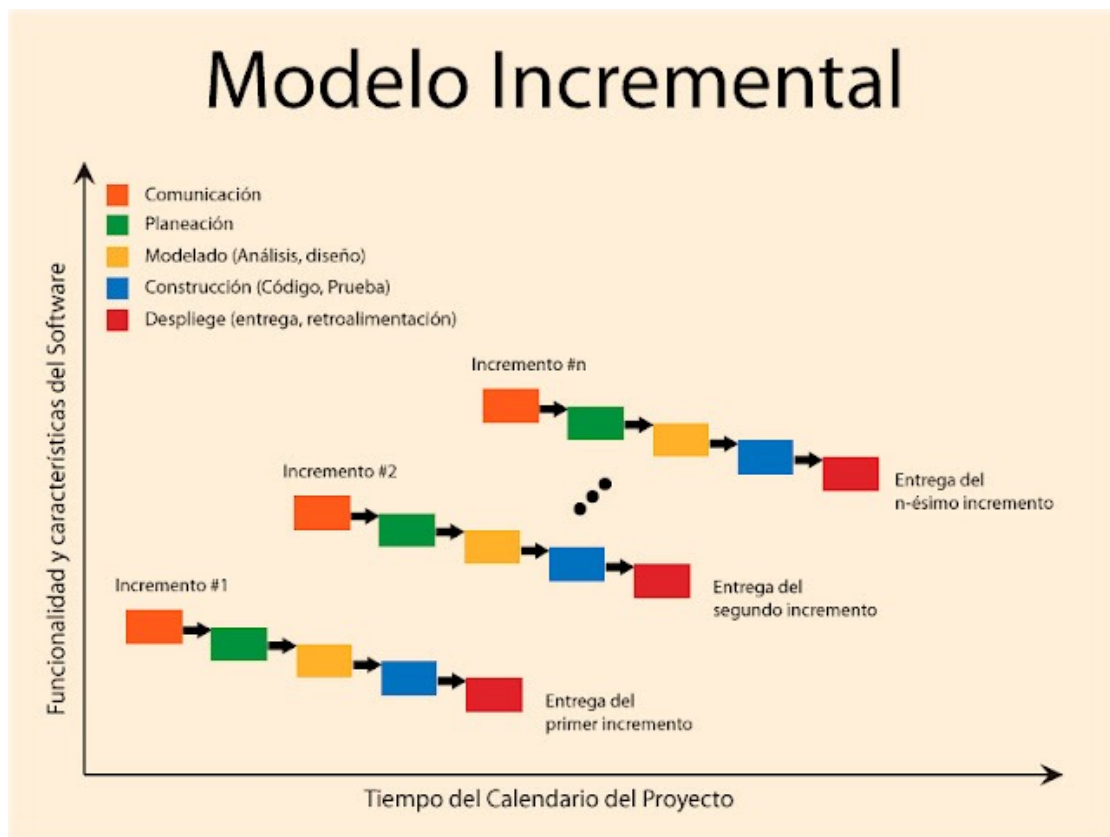 Modelo Incremental
Comunicación
Planeación
Modelado (Análisis, diseño)
Construcción (Código, Prueba)
Despliege (entrega, retroalimentación)
Funcionalidad y características del Software
Incremento #n
Entrega del
n-ésimo incremento
Incremento #2
Entrega del
segundo incremento
Incremento #1
Entrega del
primer incremento
Tiempo del Calendario del Proyecto